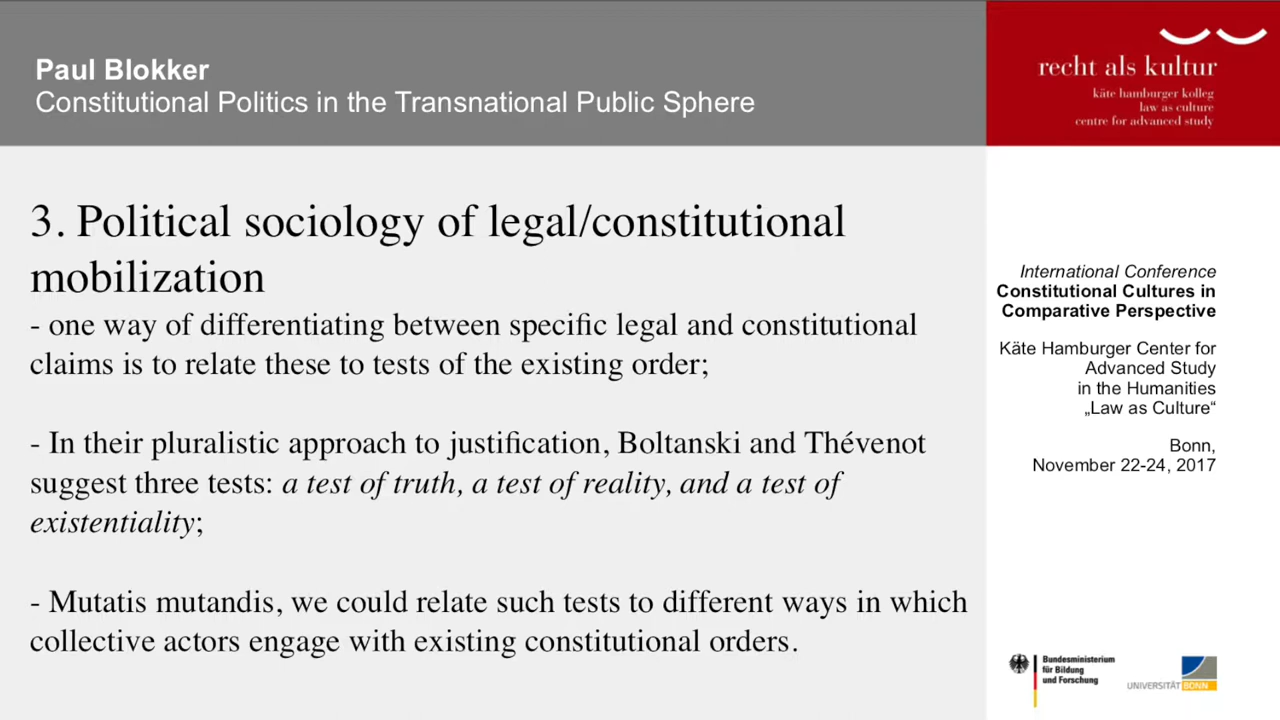 Paul Blokker
Constitutional Politics in the Transnational Public Sphere
recht als kultur
käte hamburger kolleg
law as culture
centre for advanced study
3. Political sociology of legal/constitutional
mobilization
- one way of differentiating between specific legal and constitutional
claims is to relate these to tests of the existing order;
- In their pluralistic approach to justification, Boltanski and Thévenot
suggest three tests: a test of truth, a test of reality, and a test of
existentiality;
- Mutatis mutandis, we could relate such tests to different ways in which
collective actors engage with existing constitutional orders.
International Conference
Constitutional Cultures in
Comparative Perspective
Käte Hamburger Center for
Advanced Study
in the Humanities
„Law as Culture“
Bonn,
November 22-24, 2017
Bundesministerium
für Bildung
und Forschung
UNIVERSITÄT BONN